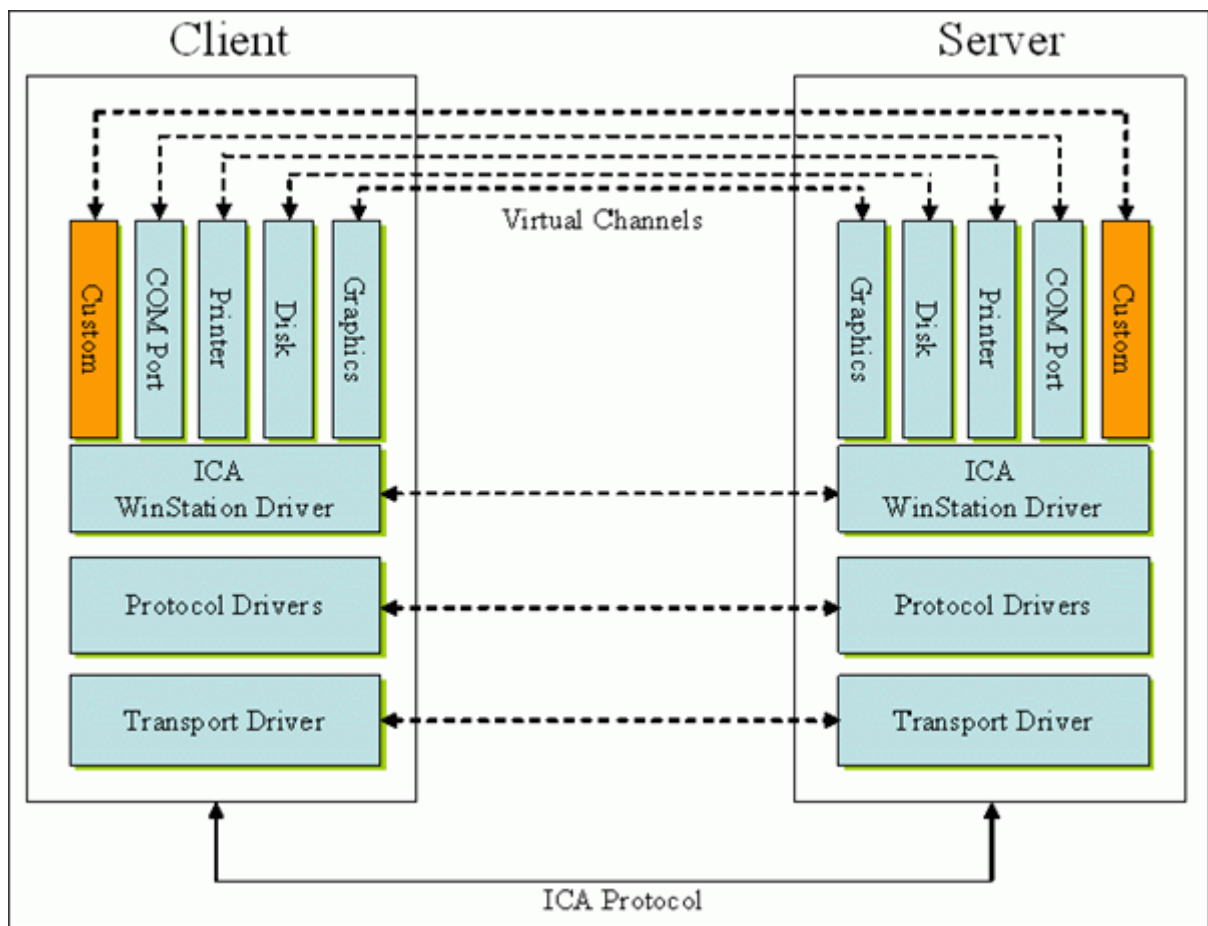 Client
Server
Virtual Channels
Custom
COM Port
Printer
Disk
Graphics
Graphics
Disk
Printer
COM Port
Custom
ICA
WinStation Driver
ICA
WinStation Driver
Protocol Drivers
Protocol Drivers
Transport Driver
Transport Driver
ICA Protocol